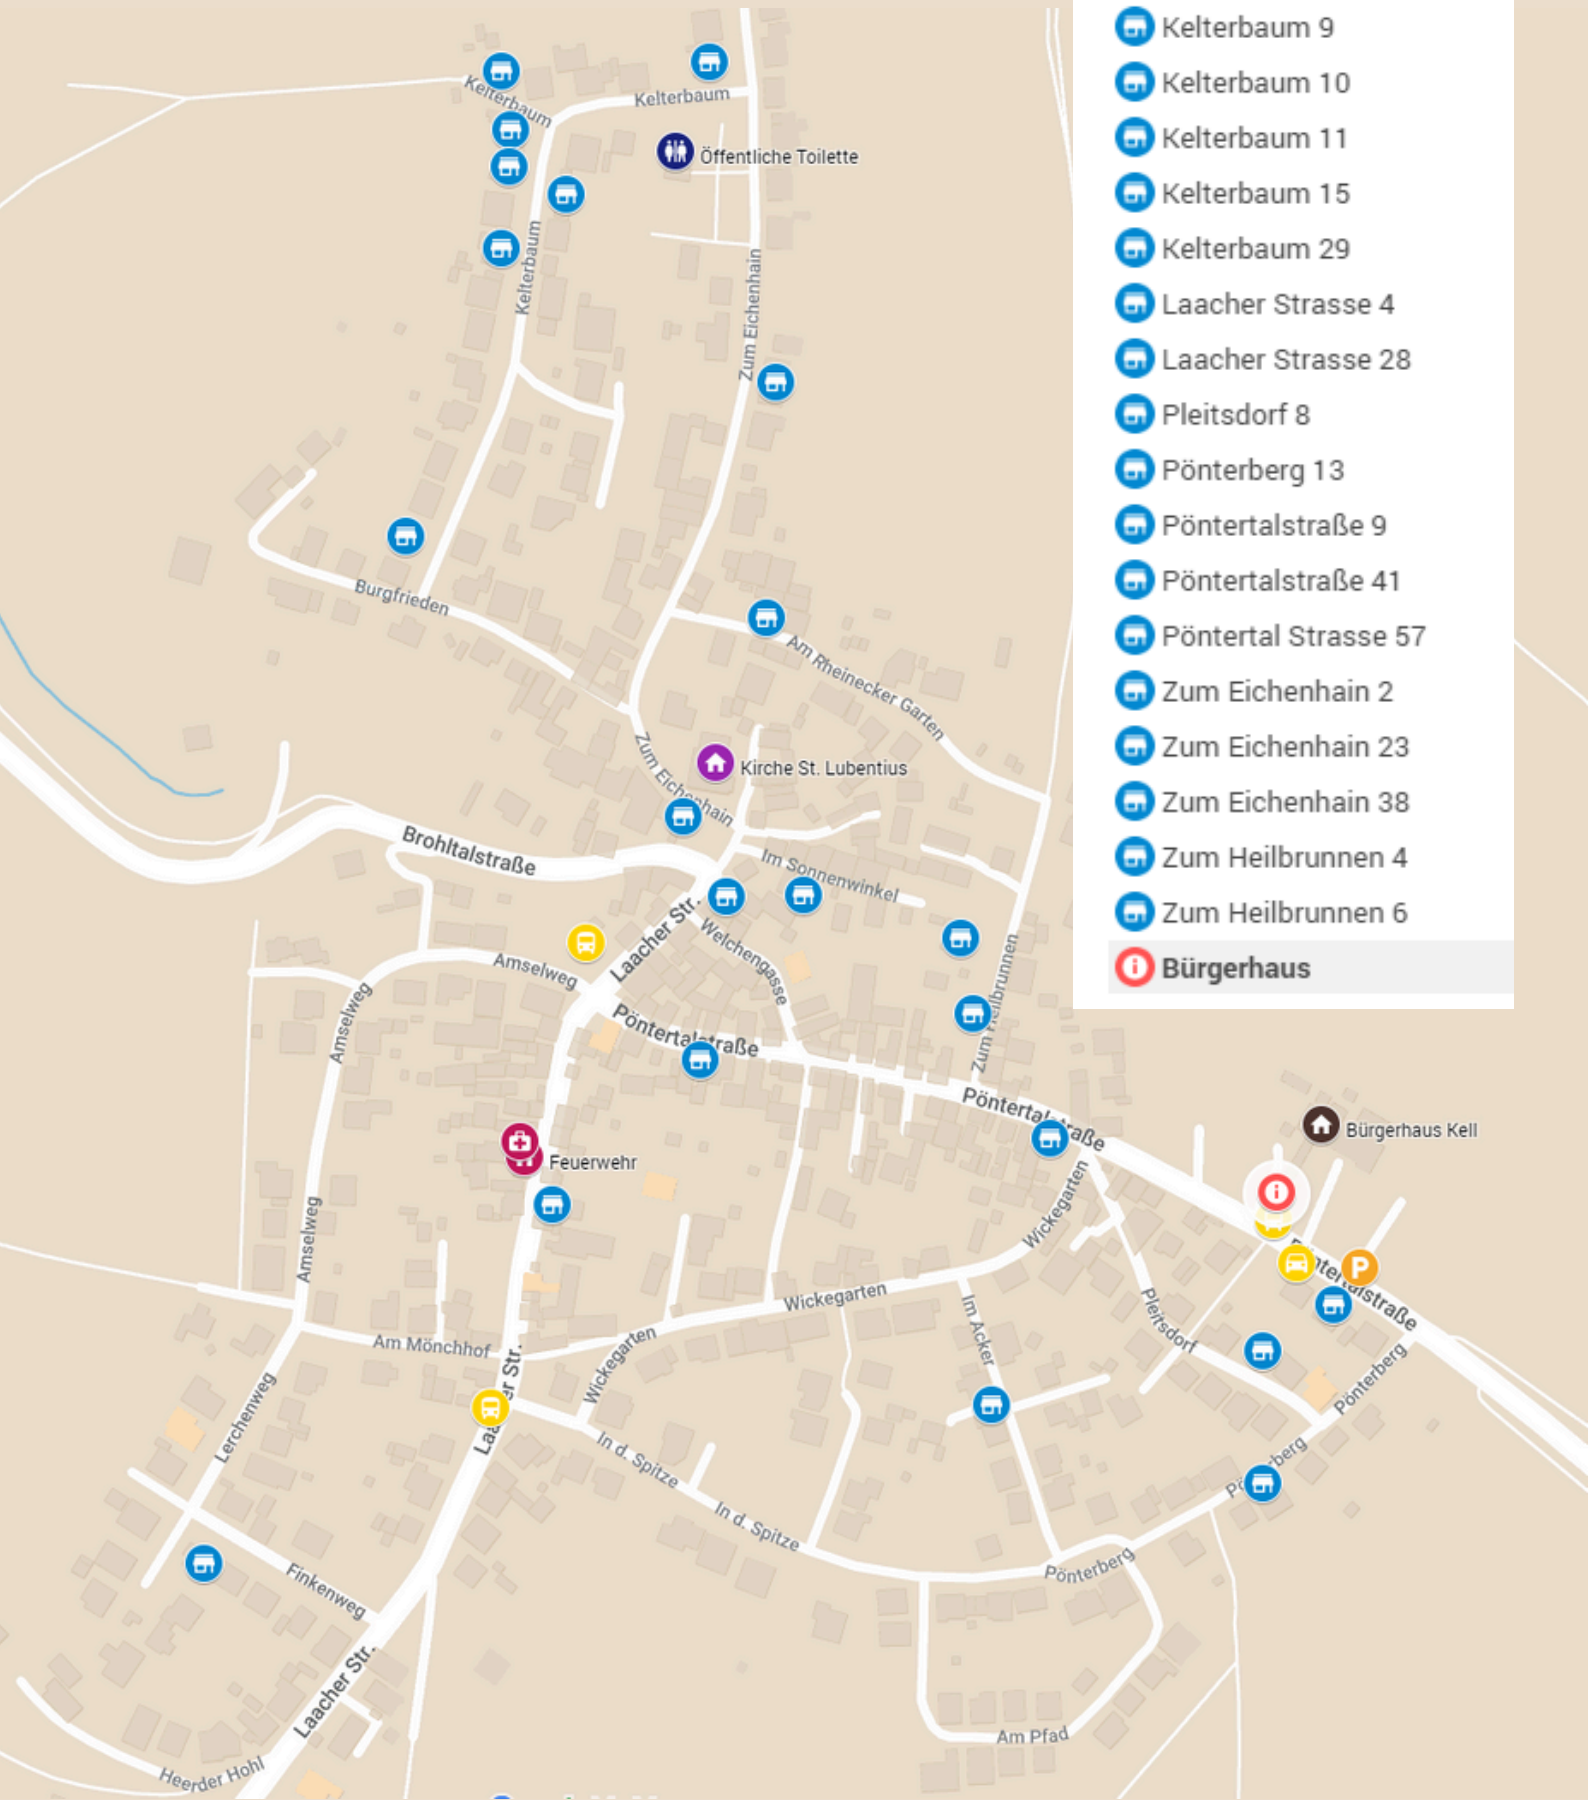 Kelterbaum
Kelterbaum
Öffentliche Toilette
Kelterbaum
Zum Eichenhain
Burgfrieden
Am Rheinecker Garten
Kirche St. Lubentius
Zum Eichenhain
Brohltalstraße
Im Sonnenwinkel
Laacher Str.
Welchengasse
Amselweg
Amselweg
Pöntertalstraße
Zum Heilbrunnen
Pöntertalstraße
Bürgerhaus Kell
Feuerwehr
Wickegarten
Amselweg
Pöntertalstraße
Wickegarten
Im Acker
Pleitsdorf
Am Mönchhof
Wickegarten
Laacher Str.
Pönterberg
Lerchenweg
In d. Spitze
Pönterberg
In d. Spitze
Finkenweg
Pönterberg
Laacher Str.
Am Pfad
Heerder Hohl
Kelterbaum 9
Kelterbaum 10
Kelterbaum 11
Kelterbaum 15
Kelterbaum 29
Laacher Strasse 4
Laacher Strasse 28
Pleitsdorf 8
Pönterberg 13
Pöntertalstraße 9
Pöntertalstraße 41
Pöntertal Strasse 57
Zum Eichenhain 2
Zum Eichenhain 23
Zum Eichenhain 38
Zum Heilbrunnen 4
Zum Heilbrunnen 6
Bürgerhaus
P